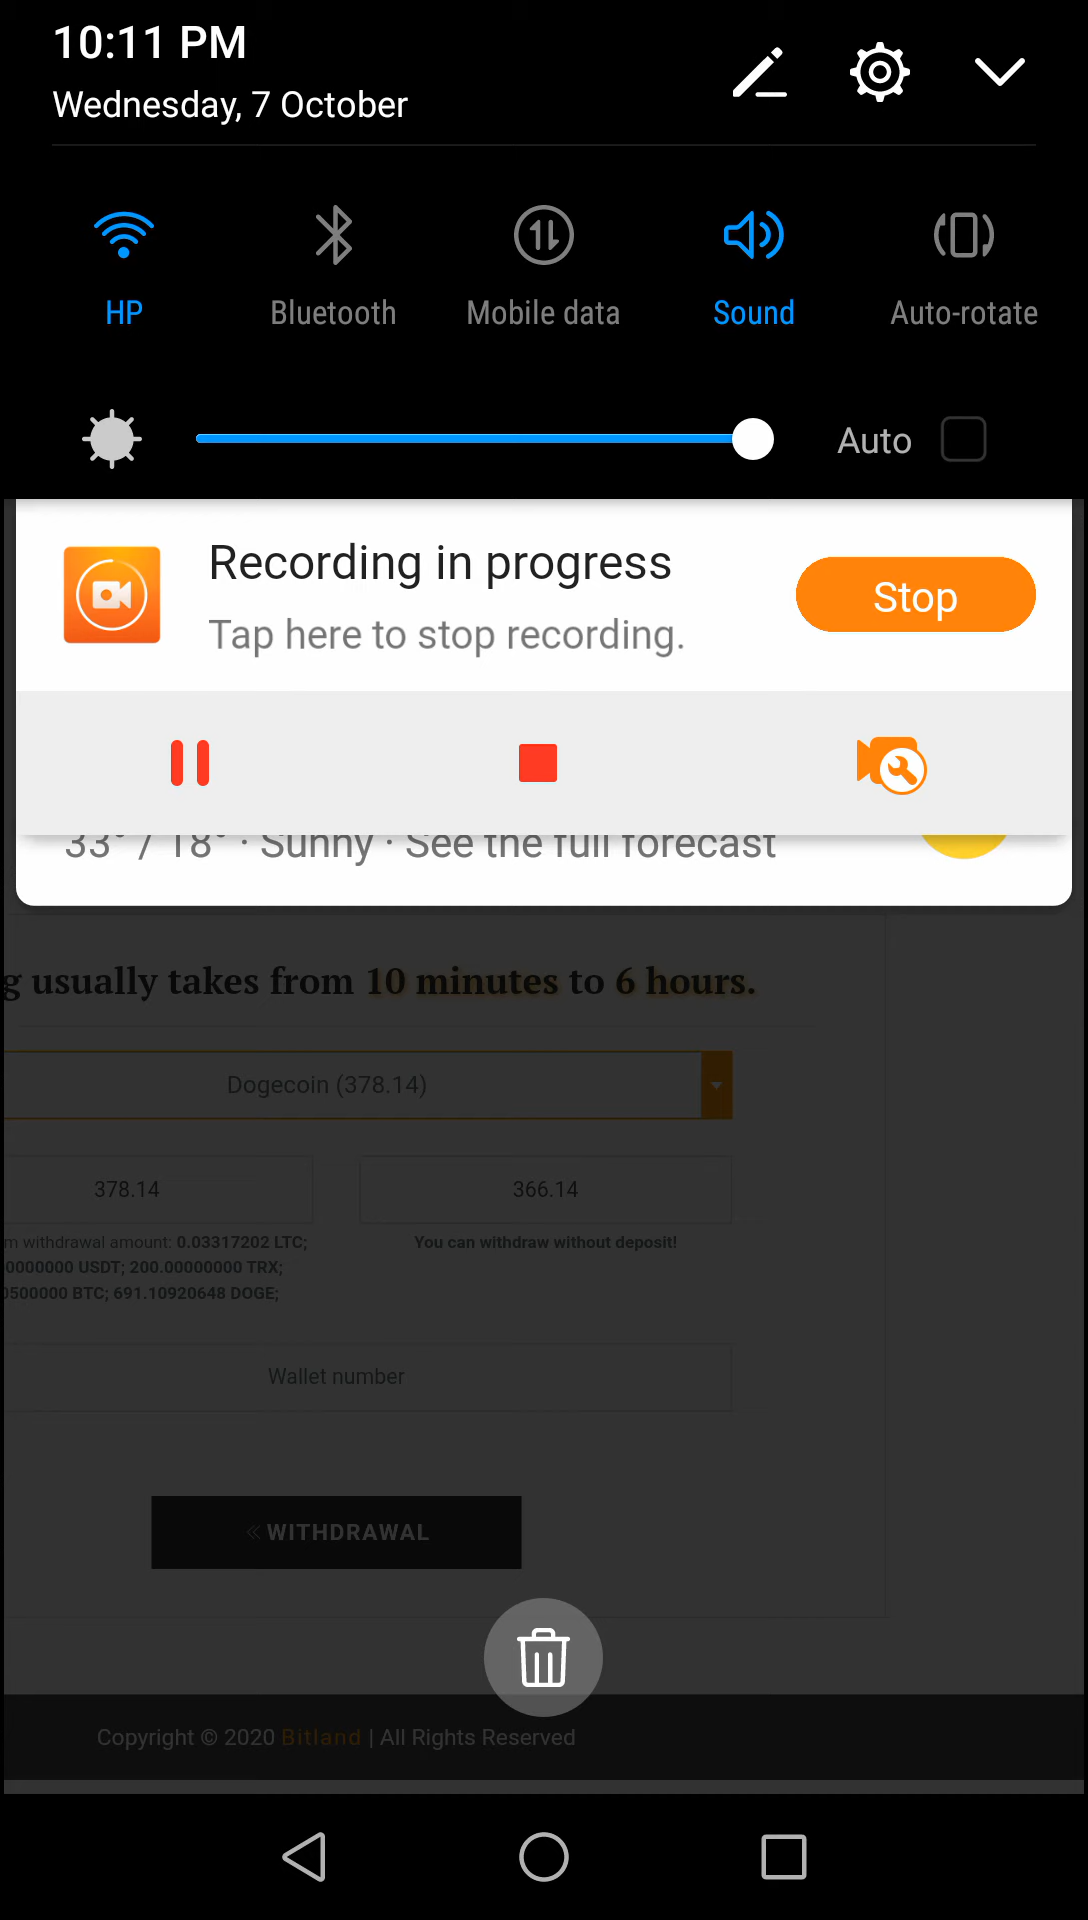 10:11 PM
Wednesday, 7 October
HP
Bluetooth
Mobile data
Sound
Auto-rotate
Auto
Recording in progress
Tap here to stop recording.
Stop
33° / 18° · Sunny · See the full forecast
g usually takes from 10 minutes to 6 hours.
Dogecoin (378.14)
378.14
366.14
m withdrawal amount: 0.03317202 LTC;
0000000 USDT; 200.00000000 TRX;
0500000 BTC; 691.10920648 DOGE;
You can withdraw without deposit!
Wallet number
« WITHDRAWAL
Copyright © 2020 Bitland | All Rights Reserved